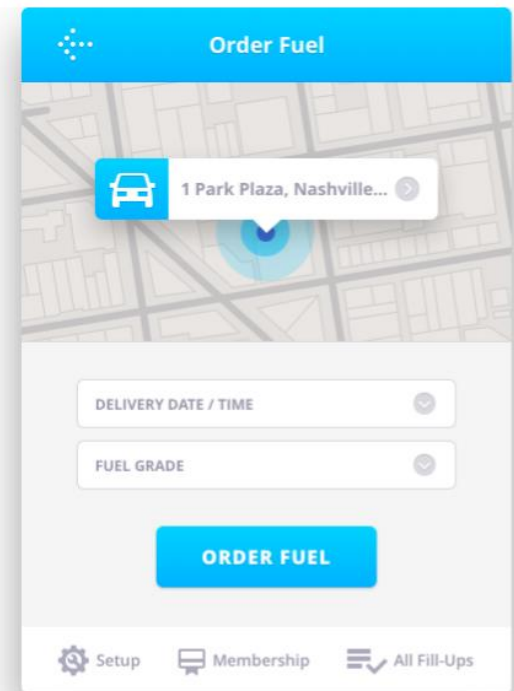 Order Fuel
1 Park Plaza, Nashville...
DELIVERY DATE / TIME
FUEL GRADE
ORDER FUEL
Setup Membership All Fill-Ups